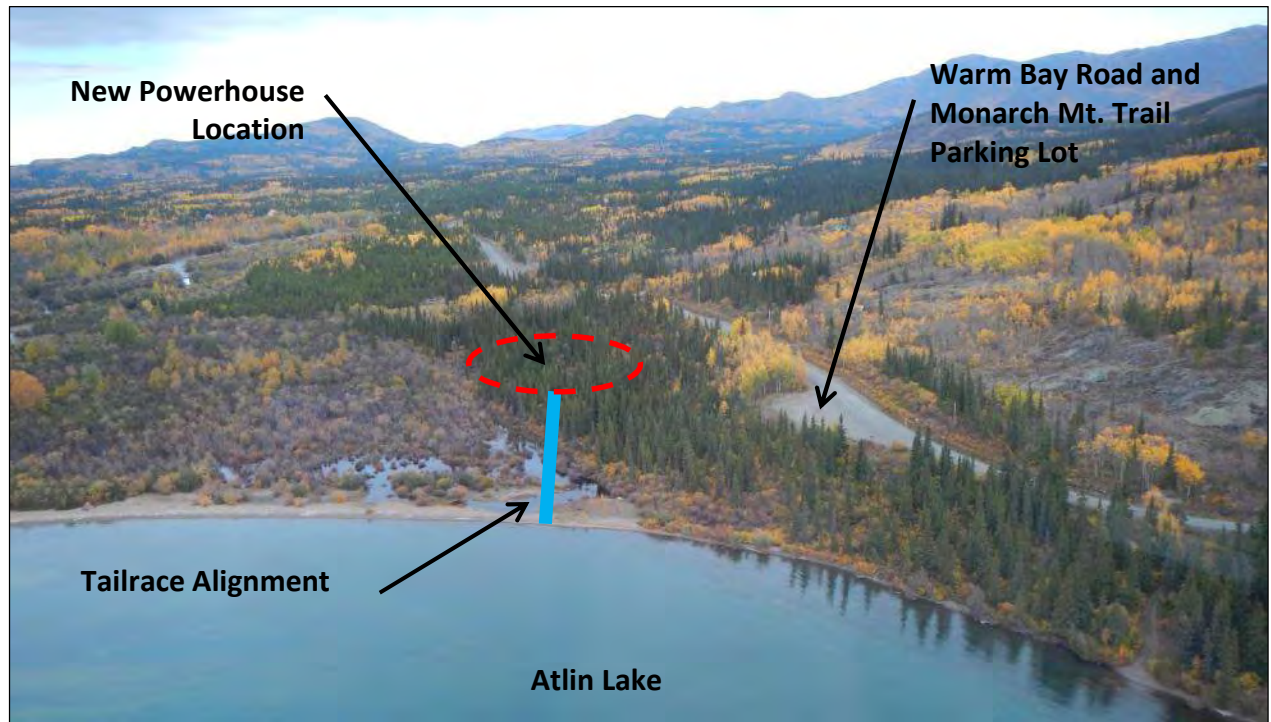 New Powerhouse
Location
Warm Bay Road and
Monarch Mt. Trail
Parking Lot
Tailrace Alignment
Atlin Lake